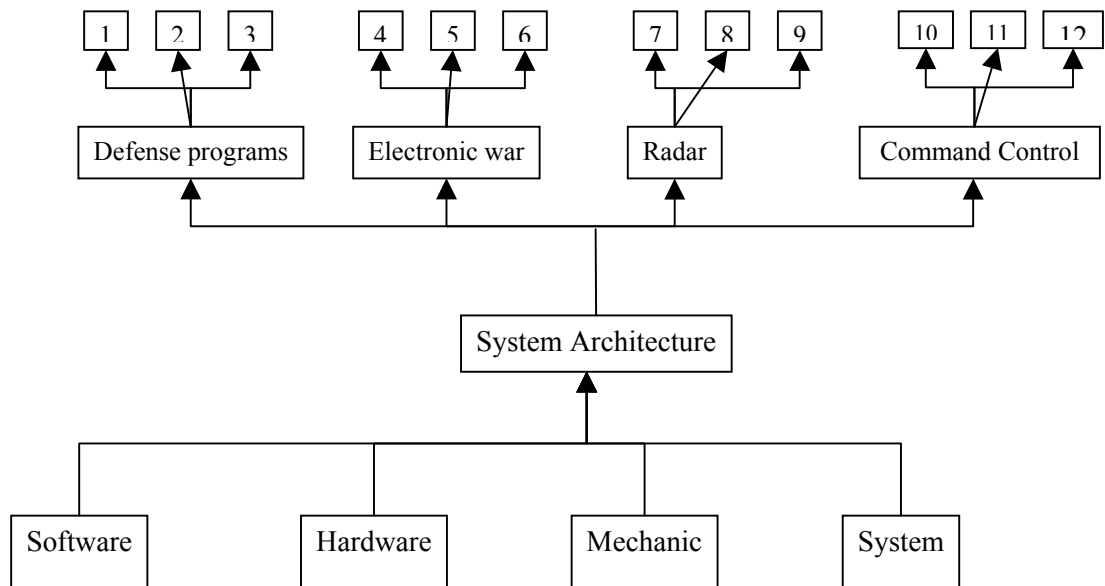 1 2 3 4 5 6 7 8 9 10 11 12
Defense programs Electronic war Radar Command Control
System Architecture
Software Hardware Mechanic System